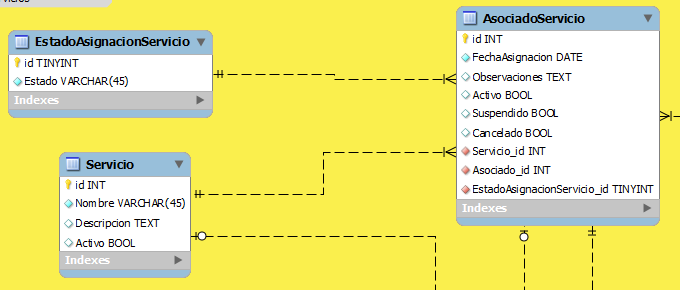 EstadoAsignacionServicio
id TINYINT
Estado VARCHAR(45)
Indexes
Servicio
id INT
Nombre VARCHAR(45)
Descripcion TEXT
Activo BOOL
Indexes
AsociadoServicio
id INT
FechaAsignacion DATE
Observaciones TEXT
Activo BOOL
Suspendido BOOL
Cancelado BOOL
Servicio_id INT
Asociado_id INT
EstadoAsignacionServicio_id TINYINT
Indexes